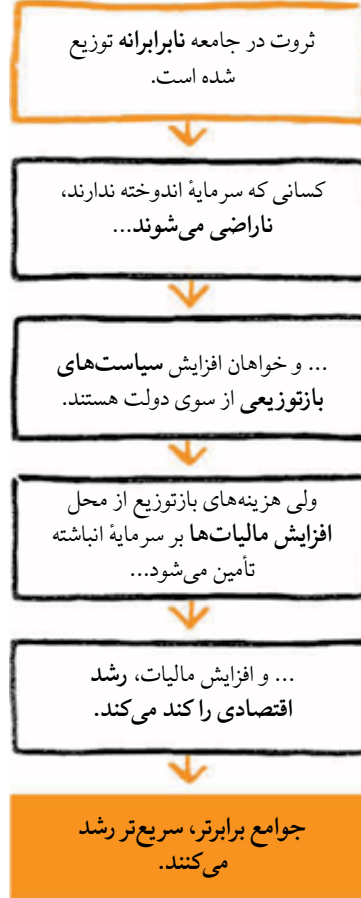 ثروت در جامعه نابرابرانه توزیع
شده است.
کسانی که سرمایهٔ اندوخته ندارند،
ناراضی می‌شوند...
... و خواهان افزایش سیاست‌های
بازتوزیعی از سوی دولت هستند.
ولی هزینه‌های بازتوزیع از محل
افزایش مالیات‌ها بر سرمایهٔ انباشته
تأمین می‌شود...
... و افزایش مالیات، رشد
اقتصادی را کند می‌کند.
جوامع برابرتر، سریع‌تر رشد
می‌کنند.